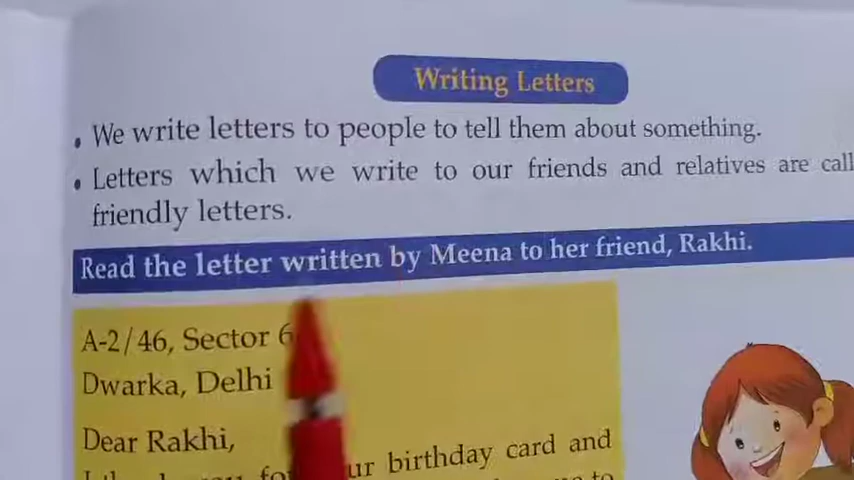 Writing Letters
• We write letters to people to tell them about something.
• Letters which we write to our friends and relatives are call
friendly letters.
Read the letter written by Meena to her friend, Rakhi.
A-2/46, Sector 6
Dwarka, Delhi
Dear Rakhi,
birthday card and
to